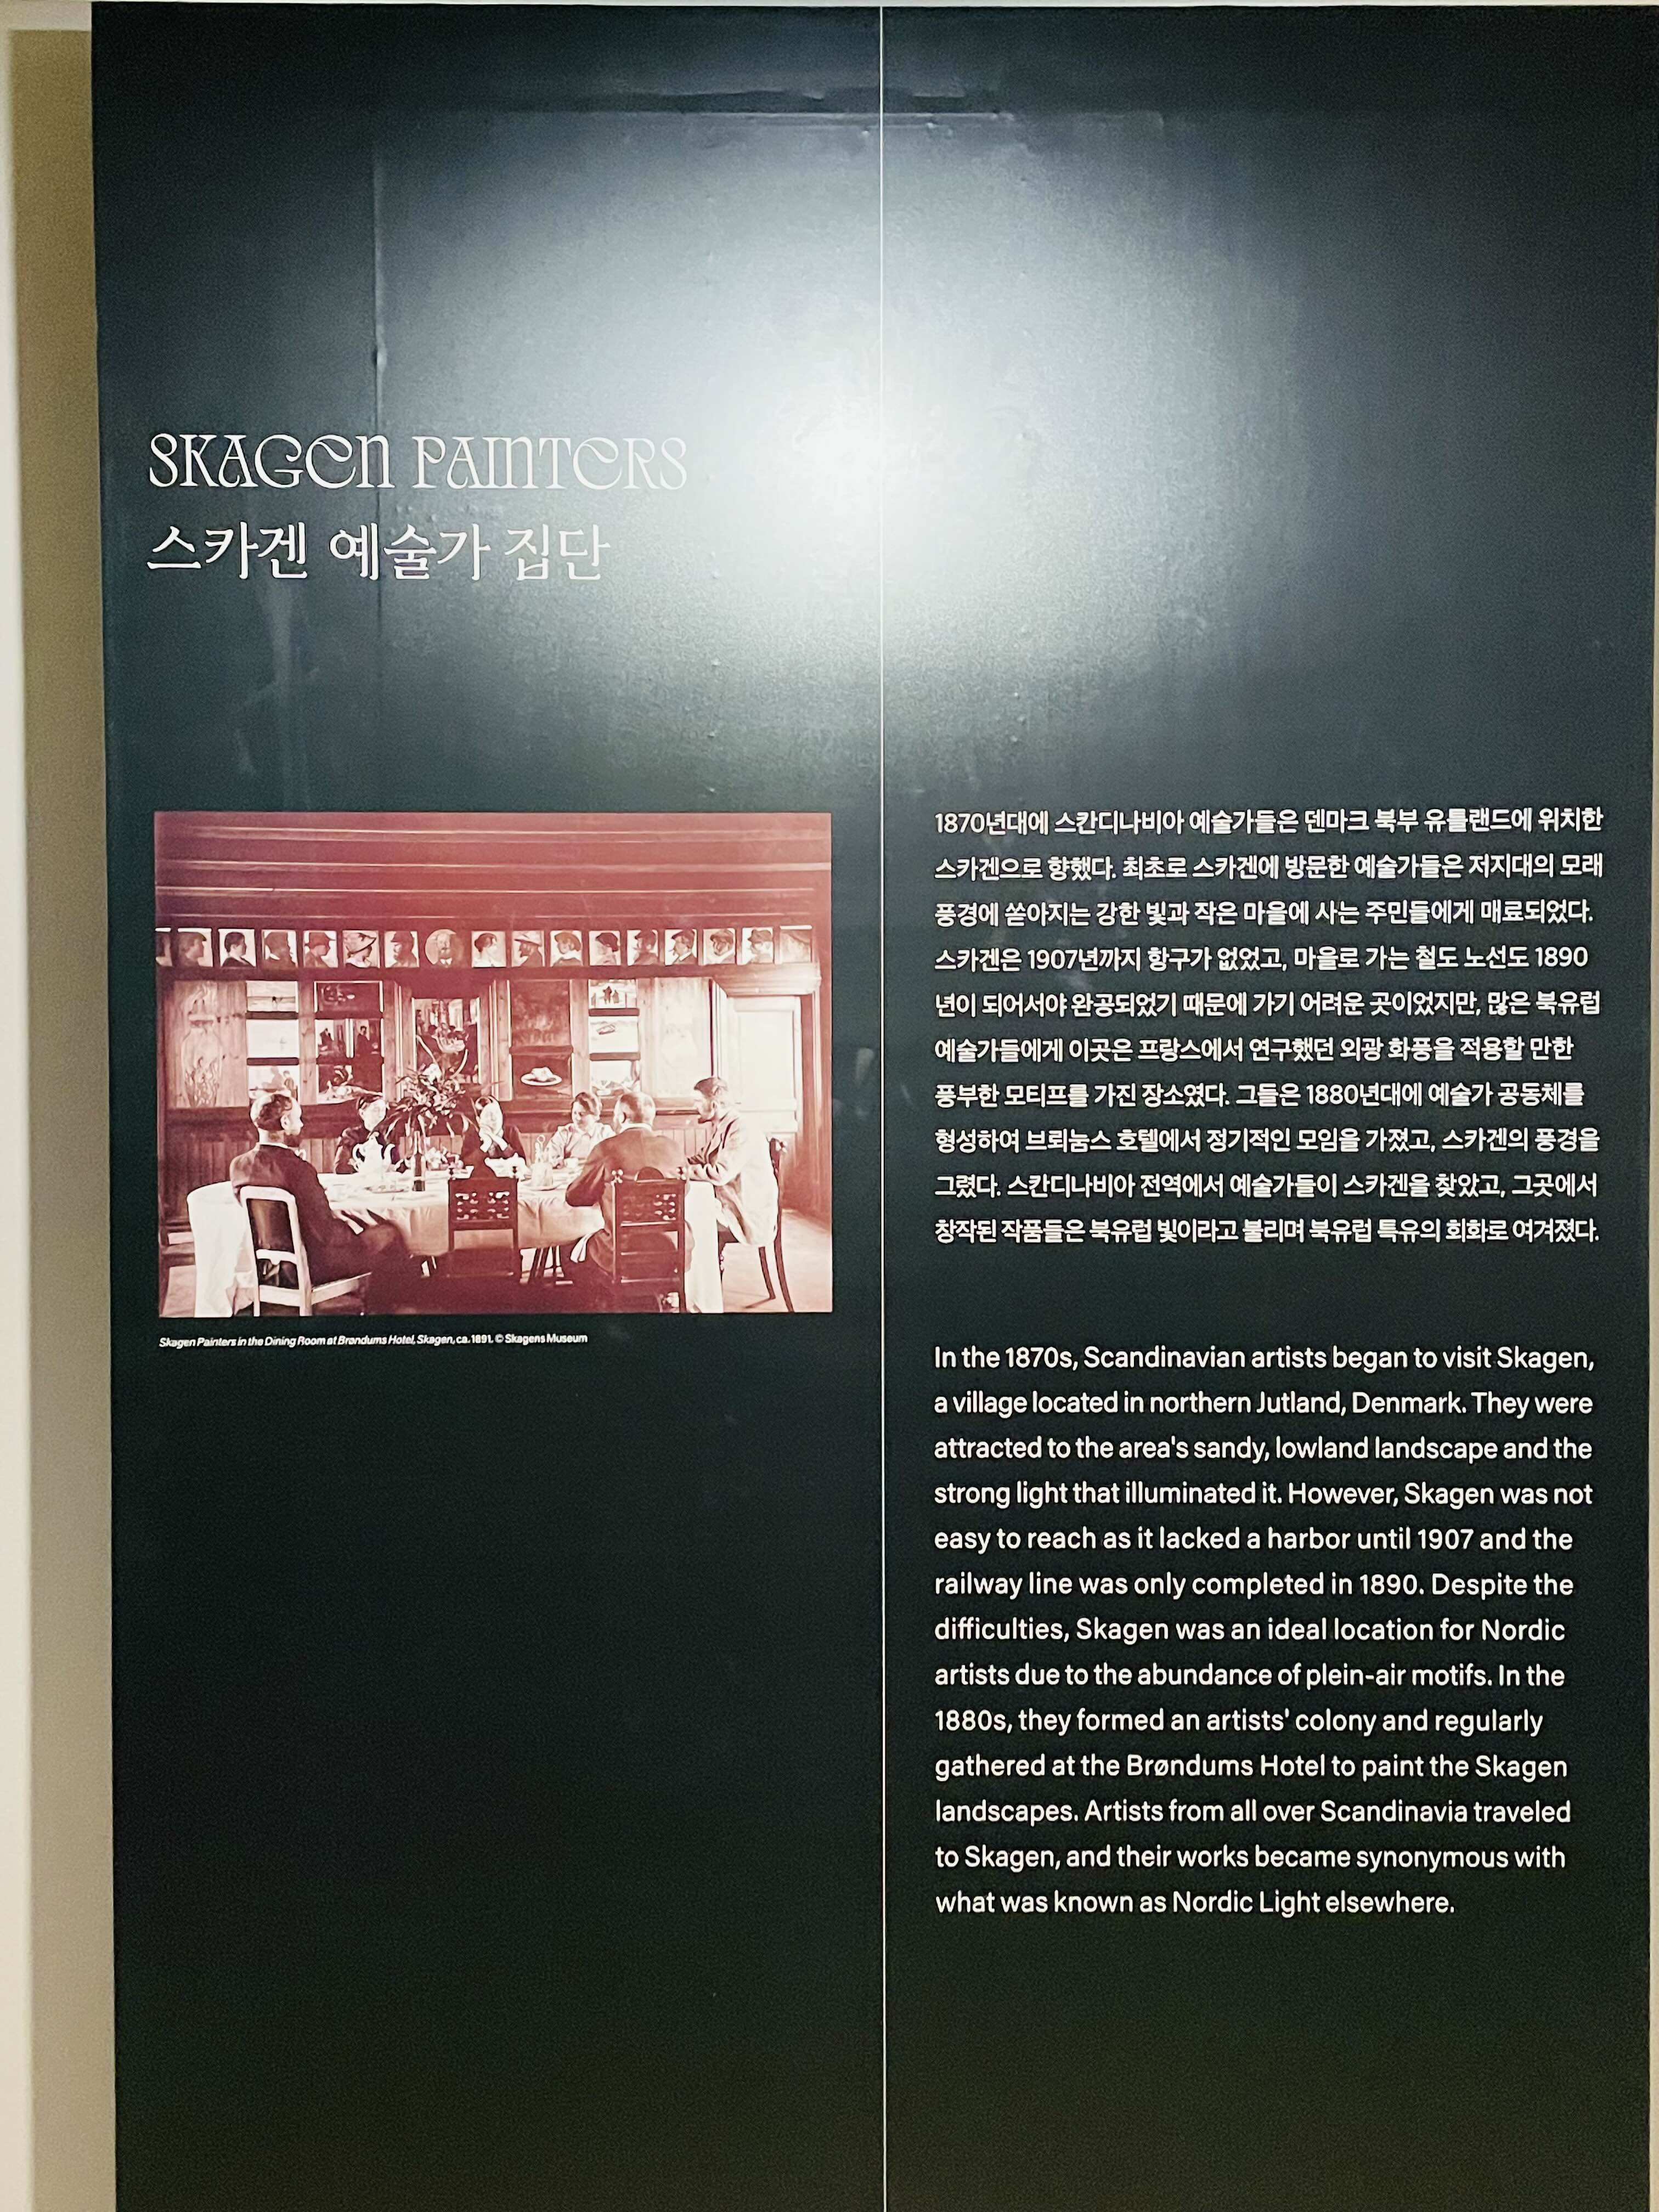 SKAGEN PAINTERS
스카겐 예술가 집단
Skagen Painters in the Dining Room at Brøndums Hotel, Skagen, ca. 1891. © Skagens Museum
1870년대에 스칸디나비아 예술가들은 덴마크 북부 유틀랜드에 위치한
스카겐으로 향했다. 최초로 스카겐에 방문한 예술가들은 저지대의 모래
풍경에 쏟아지는 강한 빛과 작은 마을에 사는 주민들에게 매료되었다.
스카겐은 1907년까지 항구가 없었고, 마을로 가는 철도 노선도 1890
년이 되어서야 완공되었기 때문에 가기 어려운 곳이었지만, 많은 북유럽
예술가들에게 이곳은 프랑스에서 연구했던 외광 화풍을 적용할 만한
풍부한 모티프를 가진 장소였다. 그들은 1880년대에 예술가 공동체를
형성하여 브뢰눔스 호텔에서 정기적인 모임을 가졌고, 스카겐의 풍경을
그렸다. 스칸디나비아 전역에서 예술가들이 스카겐을 찾았고, 그곳에서
창작된 작품들은 북유럽 빛이라고 불리며 북유럽 특유의 회화로 여겨졌다.
In the 1870s, Scandinavian artists began to visit Skagen,
a village located in northern Jutland, Denmark. They were
attracted to the area's sandy, lowland landscape and the
strong light that illuminated it. However, Skagen was not
easy to reach as it lacked a harbor until 1907 and the
railway line was only completed in 1890. Despite the
difficulties, Skagen was an ideal location for Nordic
artists due to the abundance of plein-air motifs. In the
1880s, they formed an artists' colony and regularly
gathered at the Brøndums Hotel to paint the Skagen
landscapes. Artists from all over Scandinavia traveled
to Skagen, and their works became synonymous with
what was known as Nordic Light elsewhere.